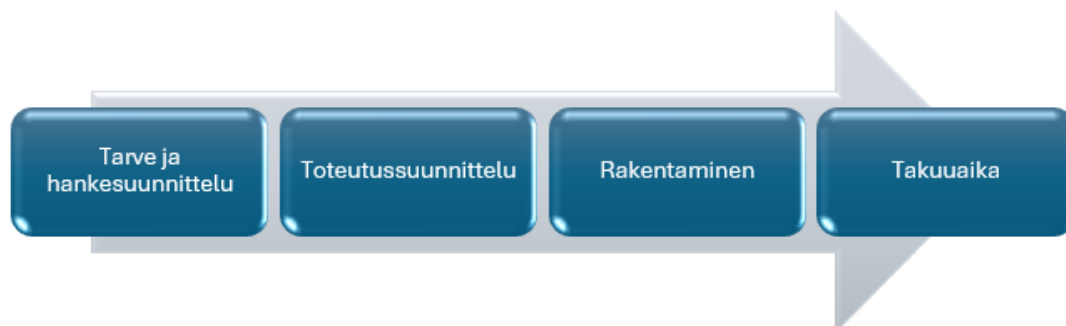 Tarve ja
hankesuunnittelu
Toteutussuunnittelu
Rakentaminen
Takuuaika